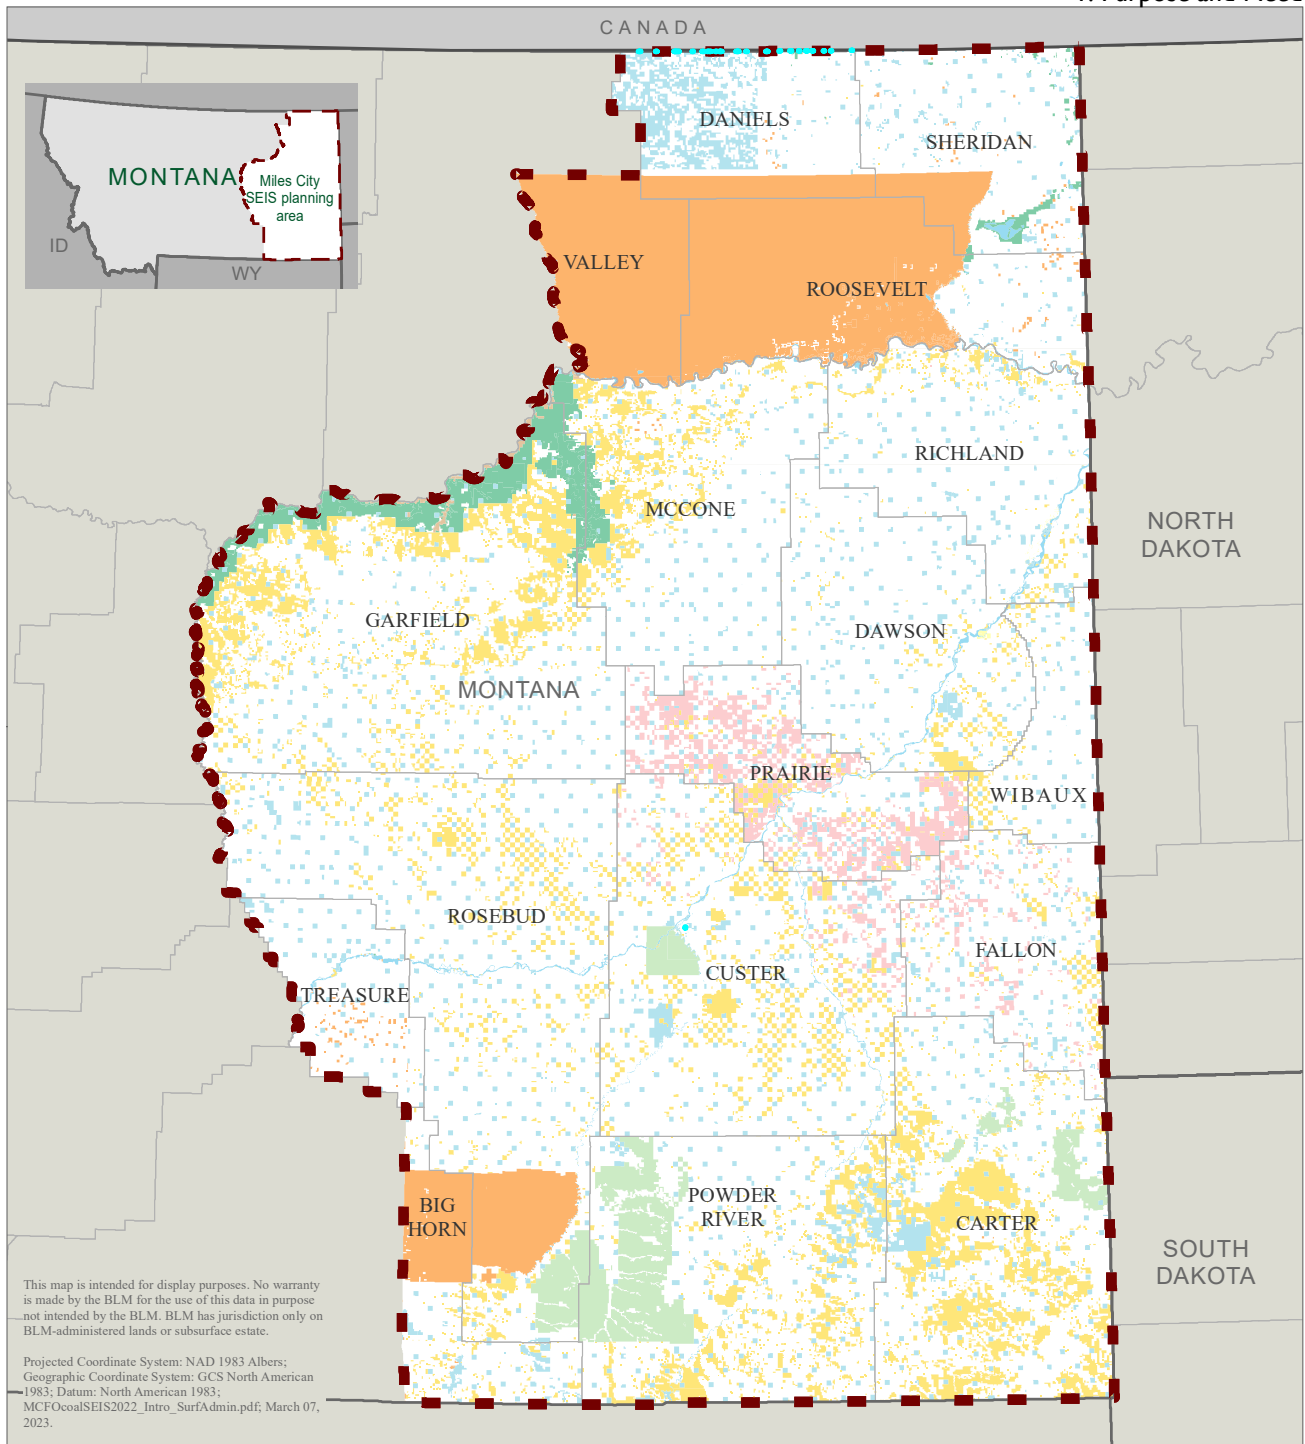 CANADA
DANIELS
SHERIDAN
MONTANA
Miles City
SEIS planning
area
ID
WY
VALLEY
ROOSEVELT
RICHLAND
MCCONE
NORTH
DAKOTA
GARFIELD
DAWSON
MONTANA
PRAIRIE
WIBAUX
ROSEBUD
FALLON
CUSTER
TREASURE
POWDER
RIVER
BIG
HORN
CARTER
SOUTH
DAKOTA
This map is intended for display purposes. No warranty
is made by the BLM for the use of this data in purpose
not intended by the BLM. BLM has jurisdiction only on
BLM-administered lands or subsurface estate.
Projected Coordinate System: NAD 1983 Albers;
Geographic Coordinate System: GCS North American
1983; Datum: North American 1983;
MCFOcoalSEIS2022_Intro_SurfAdmin.pdf; March 07,
2023.